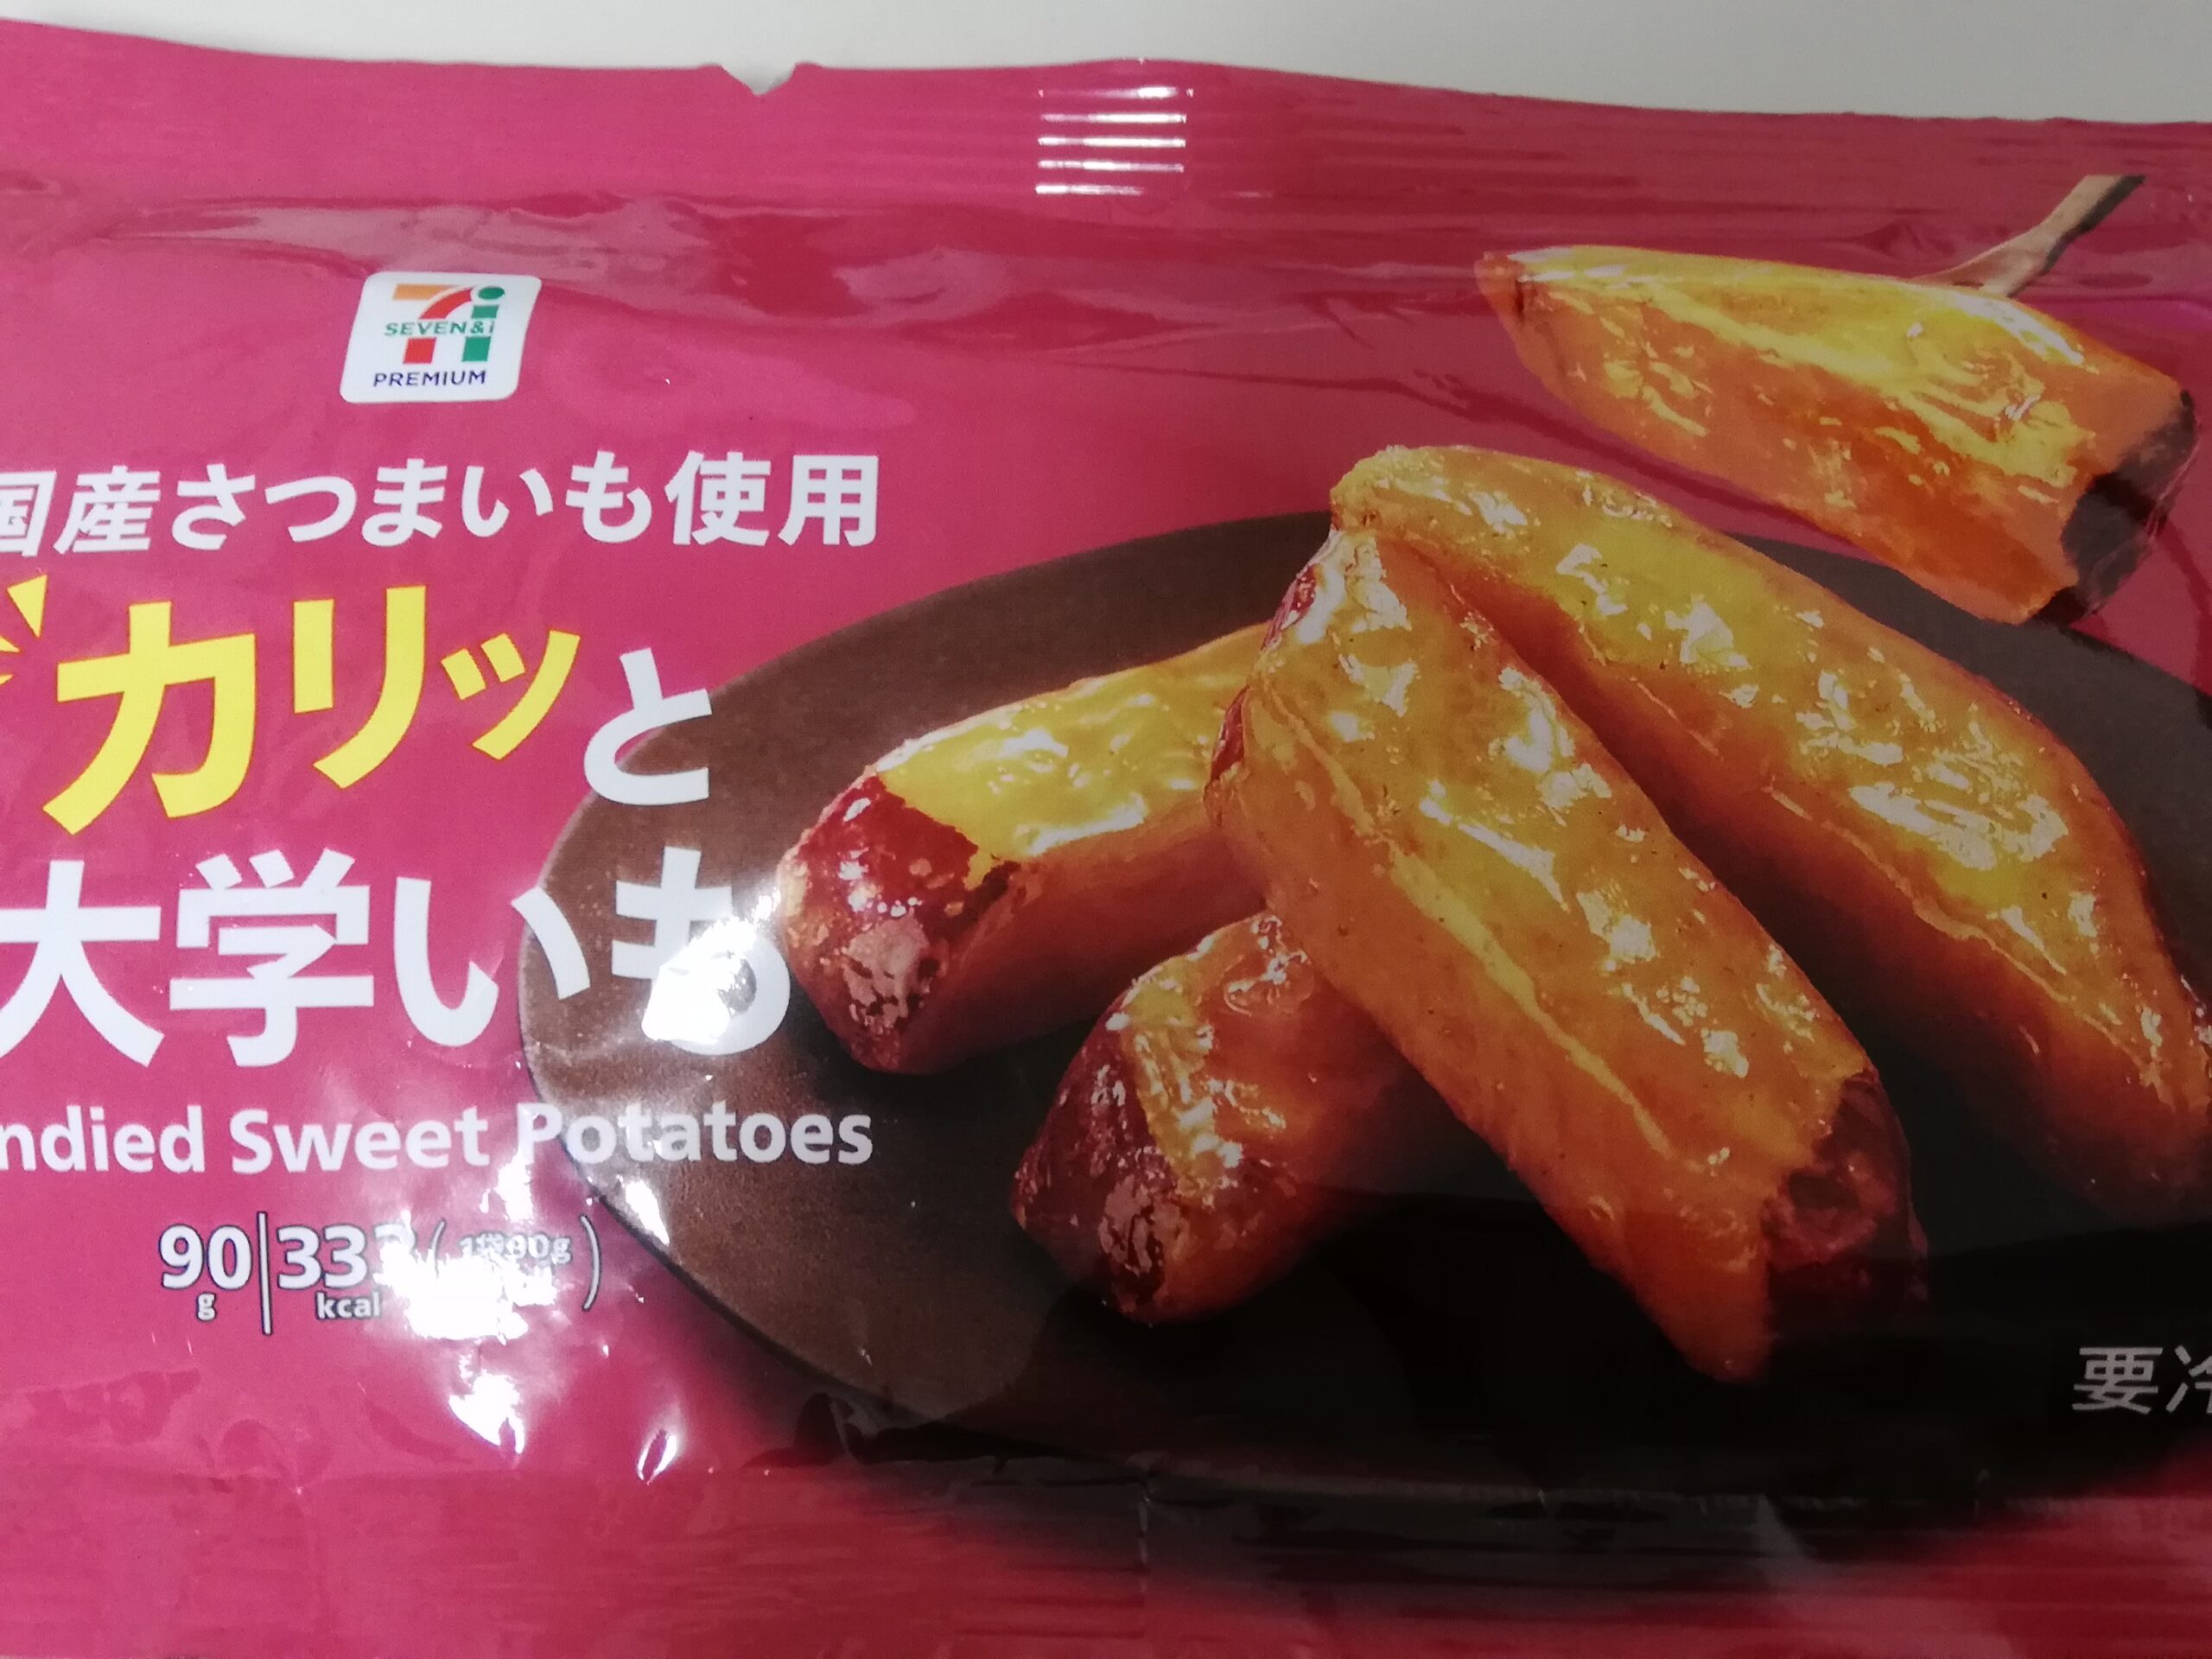 SEVEN&i
PREMIUM
国産さつまいも使用
カリッと
大学いも
ndied Sweet Potatoes
90g 33 kcal
要冷